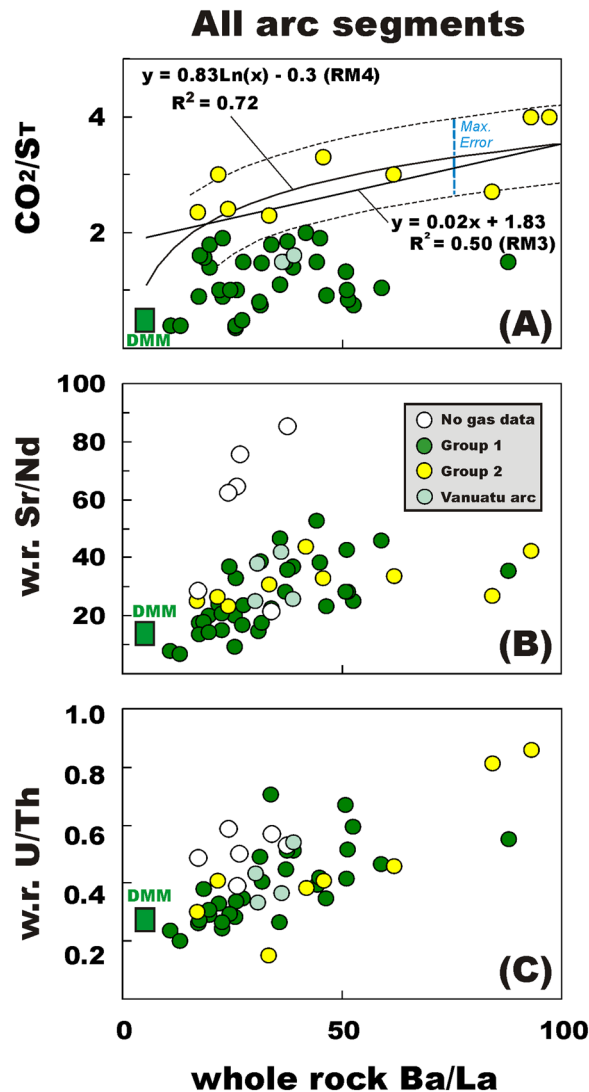 All arc segments
y = 0.83Ln(x) - 0.3 (RM4)
R² = 0.72
4
Max.
Error
CO2/ST
2
y = 0.02x + 1.83
R² = 0.50 (RM3)
DMM
(A)
100
No gas data
Group 1
Group 2
Vanuatu arc
80
60
w.r. Sr/Nd
40
20
DMM
(B)
1.0
0.8
0.6
w.r. U/Th
0.4
DMM
0.2
(C)
0 50 100
whole rock Ba/La